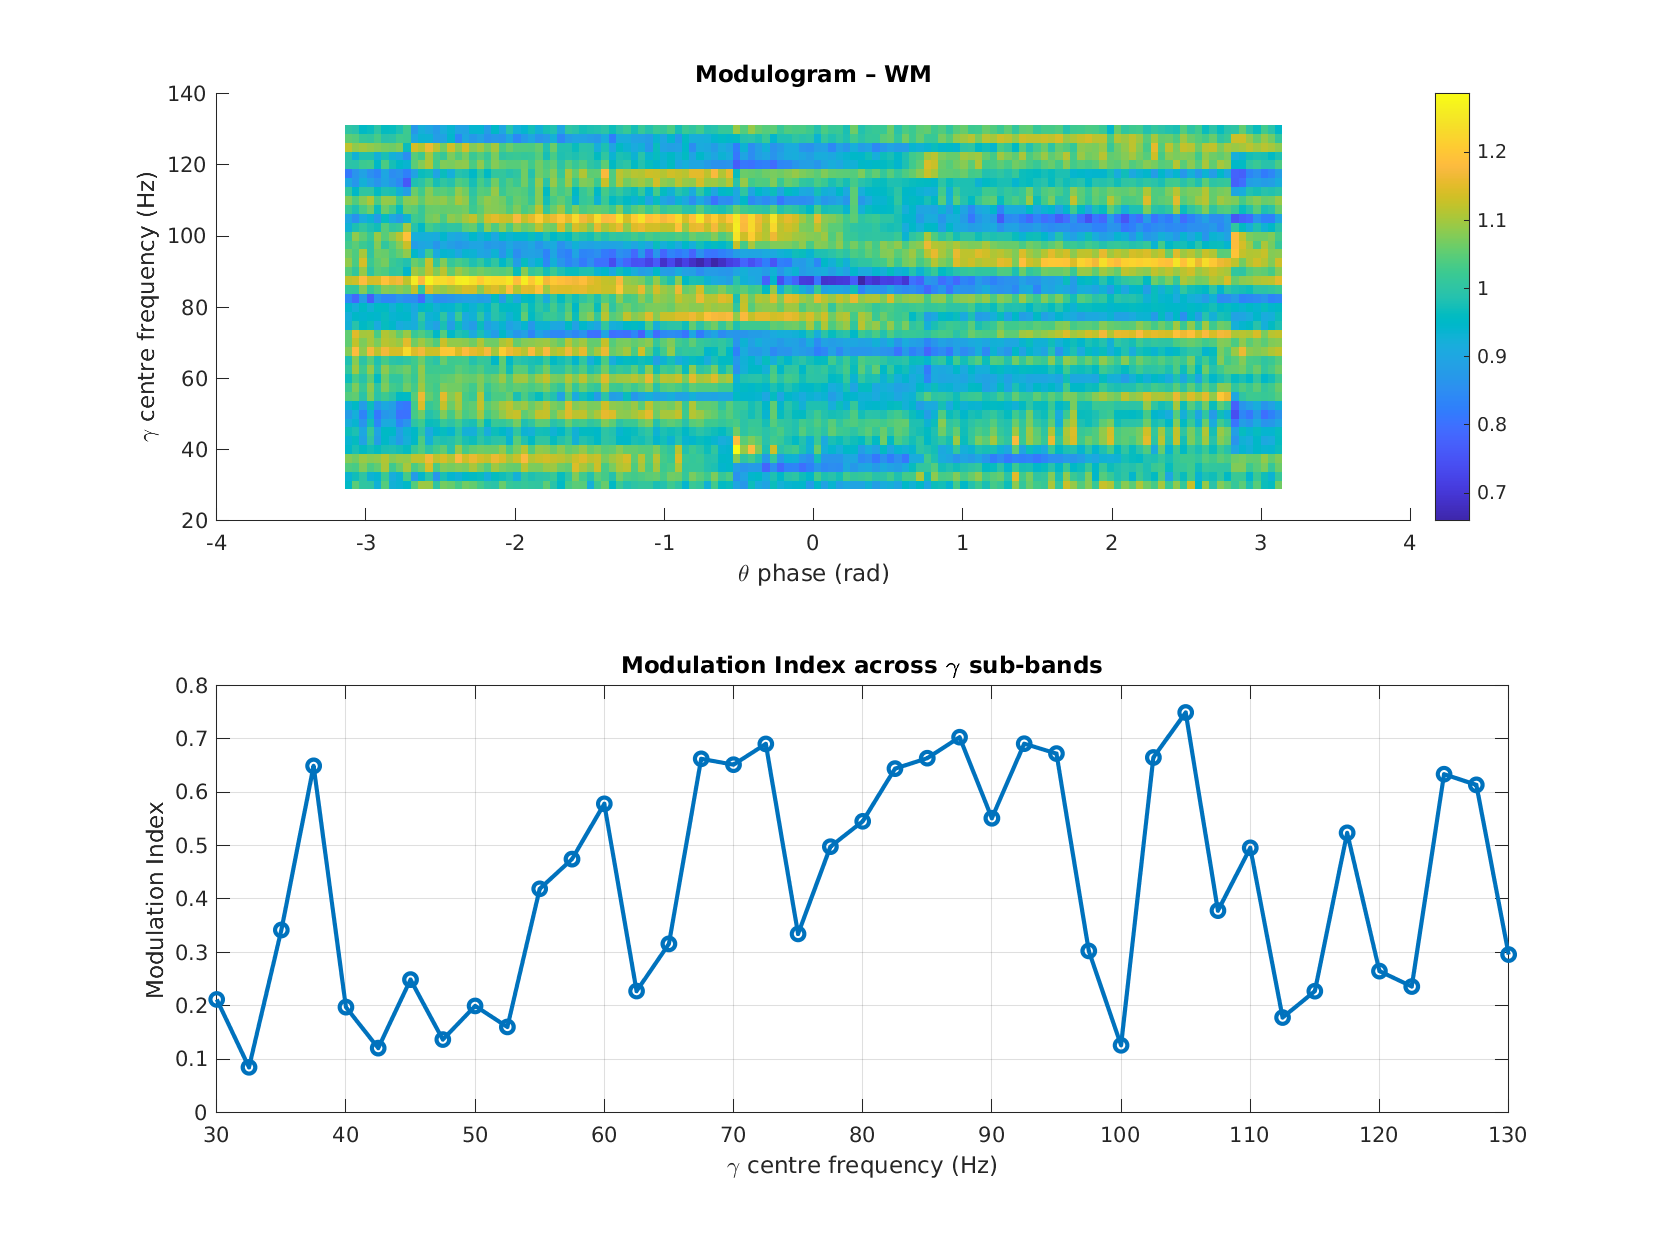 Modulogram – WM
140
120
100
80
60
40
20
γ centre frequency (Hz)
-4 -3 -2 -1 0 1 2 3 4
θ phase (rad)
1.2
1.1
1
0.9
0.8
0.7
Modulation Index across γ sub-bands
0.8
0.7
0.6
0.5
0.4
0.3
0.2
0.1
0
Modulation Index
30 40 50 60 70 80 90 100 110 120 130
γ centre frequency (Hz)